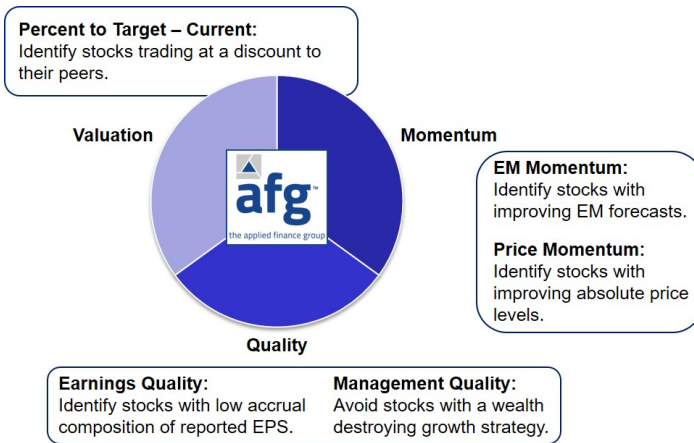 Percent to Target – Current:
Identify stocks trading at a discount to
their peers.
Valuation
Momentum
afg™
the applied finance group
EM Momentum:
Identify stocks with
improving EM forecasts.
Price Momentum:
Identify stocks with
improving absolute price
levels.
Quality
Earnings Quality:
Identify stocks with low accrual
composition of reported EPS.
Management Quality:
Avoid stocks with a wealth
destroying growth strategy.